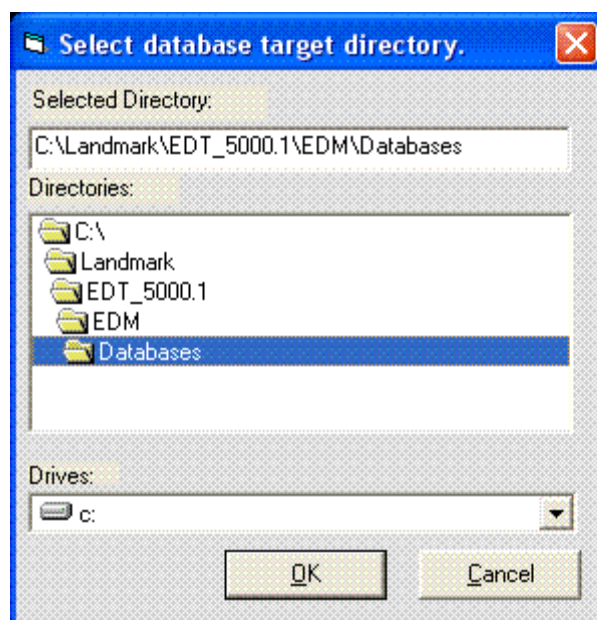 Select database target directory.
Selected Directory:
C:\Landmark\EDT_5000.1\EDM\Databases
Directories:
C:\
Landmark
EDT_5000.1
EDM
Databases
Drives:
c:
OK Cancel